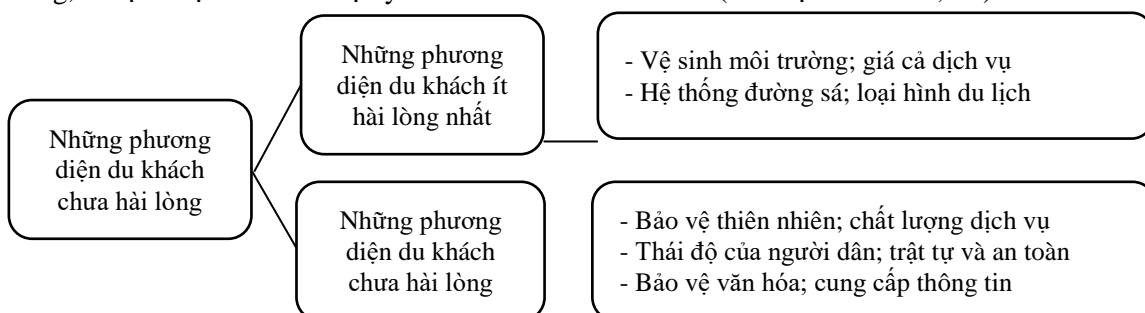 Những phương
diện du khách
chưa hài lòng
Những phương
diện du khách ít
hài lòng nhất
- Vệ sinh môi trường; giá cả dịch vụ
- Hệ thống đường sá; loại hình du lịch
Những phương
diện du khách
chưa hài lòng
- Bảo vệ thiên nhiên; chất lượng dịch vụ
- Thái độ của người dân; trật tự và an toàn
- Bảo vệ văn hóa; cung cấp thông tin